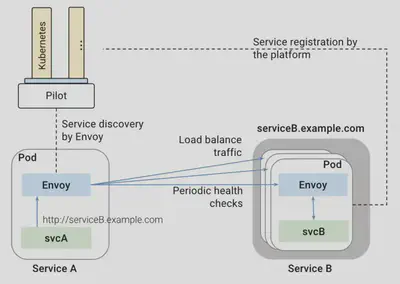 Kubernetes
...
Pilot
Service registration by
the platform
Service discovery
by Envoy
Load balance
traffic
serviceB.example.com
Pod
Envoy
http://serviceB.example.com
svcA
Service A
Periodic health
checks
Pod
Envoy
svcB
Service B